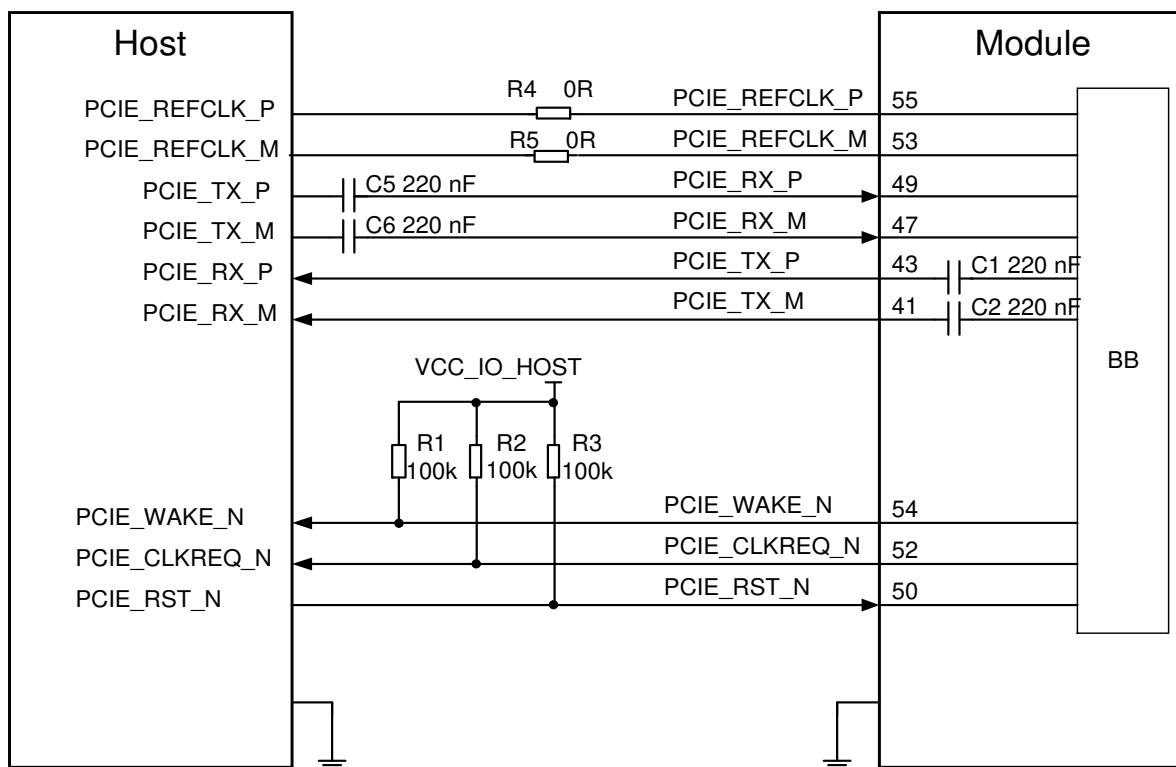 Host
Module
PCIE_REFCLK_P
R4 0R
PCIE_REFCLK_P
55
PCIE_REFCLK_M
R5 0R
PCIE_REFCLK_M
53
PCIE_TX_P
C5 220 nF
PCIE_RX_P
49
PCIE_TX_M
C6 220 nF
PCIE_RX_M
47
PCIE_RX_P
PCIE_TX_P
43
C1 220 nF
PCIE_RX_M
PCIE_TX_M
41
C2 220 nF
BB
VCC_IO_HOST
R1
100k
R2
100k
R3
100k
PCIE_WAKE_N
PCIE_WAKE_N
54
PCIE_CLKREQ_N
PCIE_CLKREQ_N
52
PCIE_RST_N
PCIE_RST_N
50